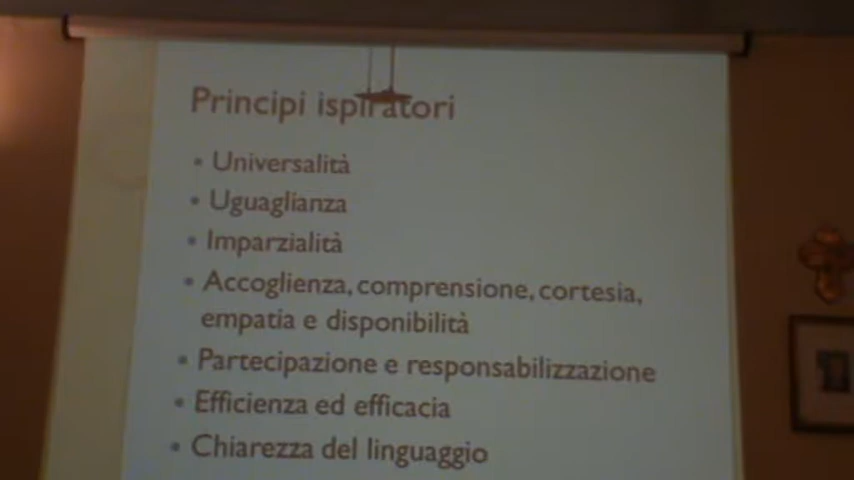 Principi ispiratori
• Universalità
• Uguaglianza
• Imparzialità
• Accoglienza, comprensione, cortesia,
empatia e disponibilità
• Partecipazione e responsabilizzazione
• Efficienza ed efficacia
• Chiarezza del linguaggio